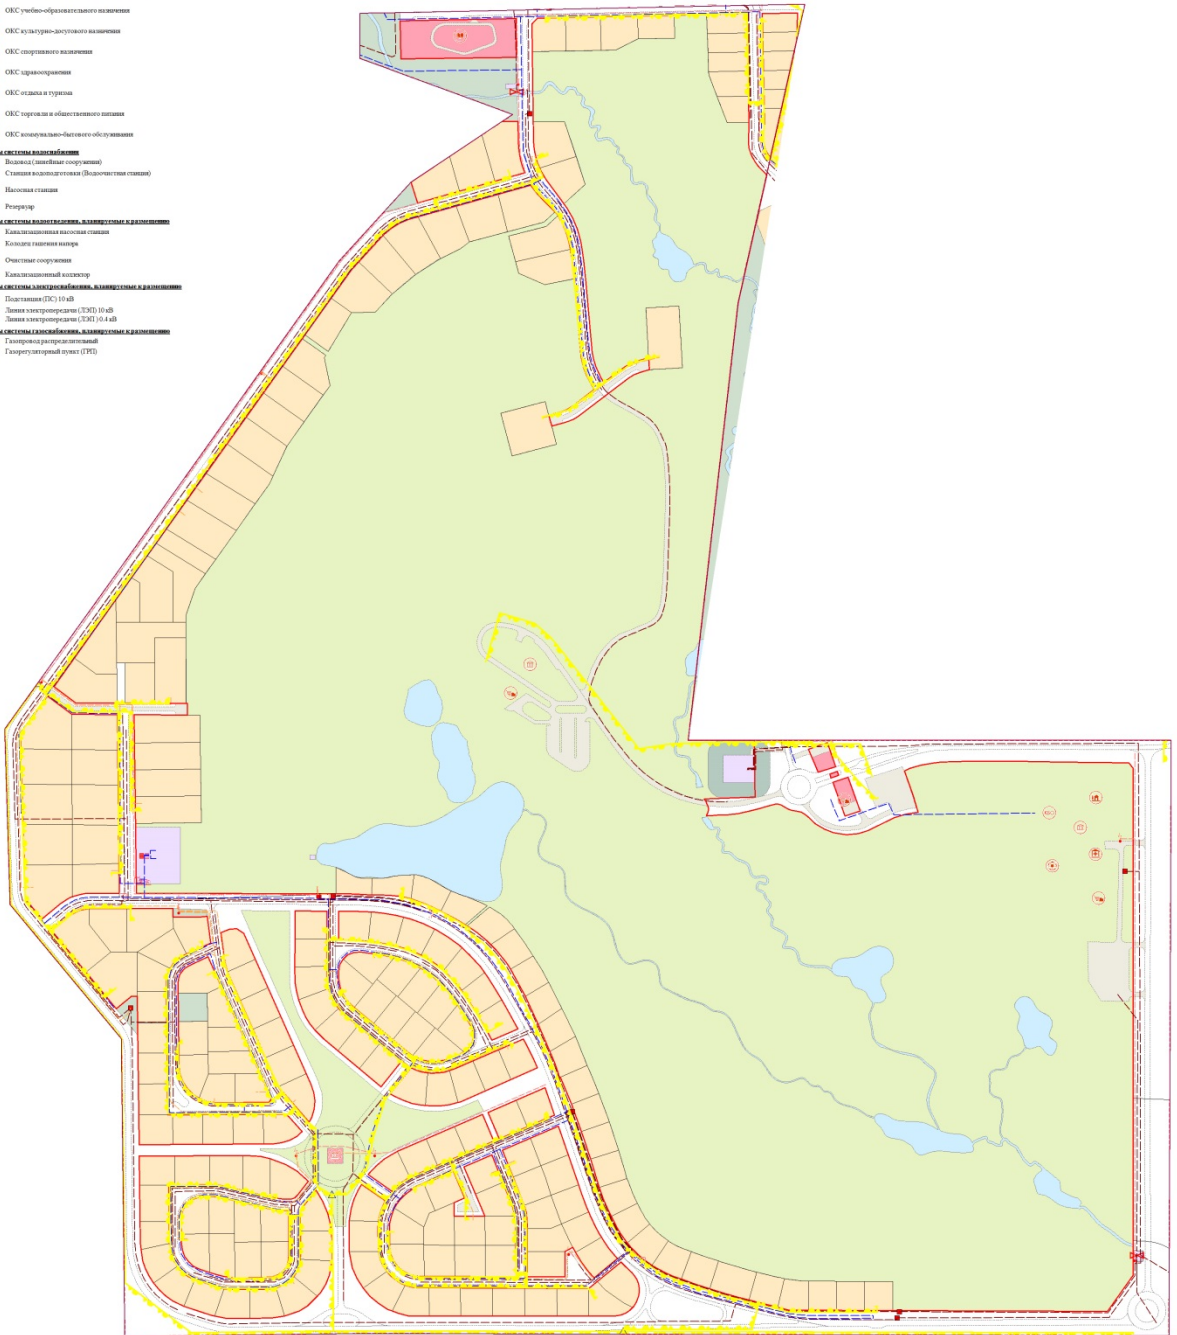 ОКС учебно-образовательного назначения
ОКС культурно-досугового назначения
ОКС спортивного назначения
ОКС здравоохранения
ОКС отдыха и туризма
ОКС торговли и общественного питания
ОКС коммунально-бытового обслуживания
ы системы водоснабжения
Водовод (линейные сооружения)
Станция водоподготовки (Водоочистная станция)
Насосная станция
Резервуар
ы системы водоотведения, планируемые к размещению
Канализационная насосная станция
Колодец гашения напора
Очистные сооружения
Канализационный коллектор
ы системы электроснабжения, планируемые к размещению
Подстанция (ПС) 10 кВ
Линия электропередачи (ЛЭП) 10 кВ
Линия электропередачи (ЛЭП) 0.4 кВ
ы системы газоснабжения, планируемые к размещению
Газопровод распределительный
Газорегуляторный пункт (ГРП)